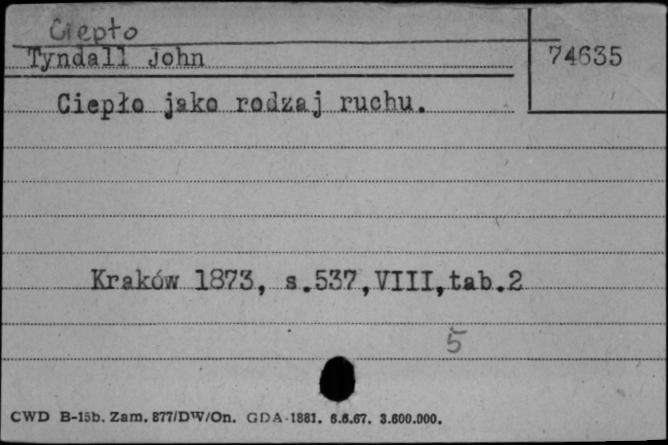 Ciepło
Tyndall John
74635
Ciepło jako rodzaj ruchu.
Kraków 1873, s.537,VIII,tab.2
5
CWD B-15b. Zam. 877/DW/On. GDA-1881. 6.6.67. 3.600.000.